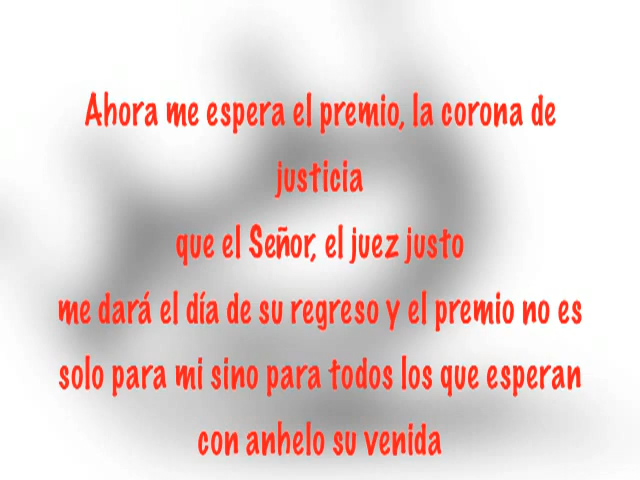 Ahora me espera el premio, la corona de
justicia
que el Señor, el juez justo
me dará el día de su regreso y el premio no es
solo para mi sino para todos los que esperan
con anhelo su venida